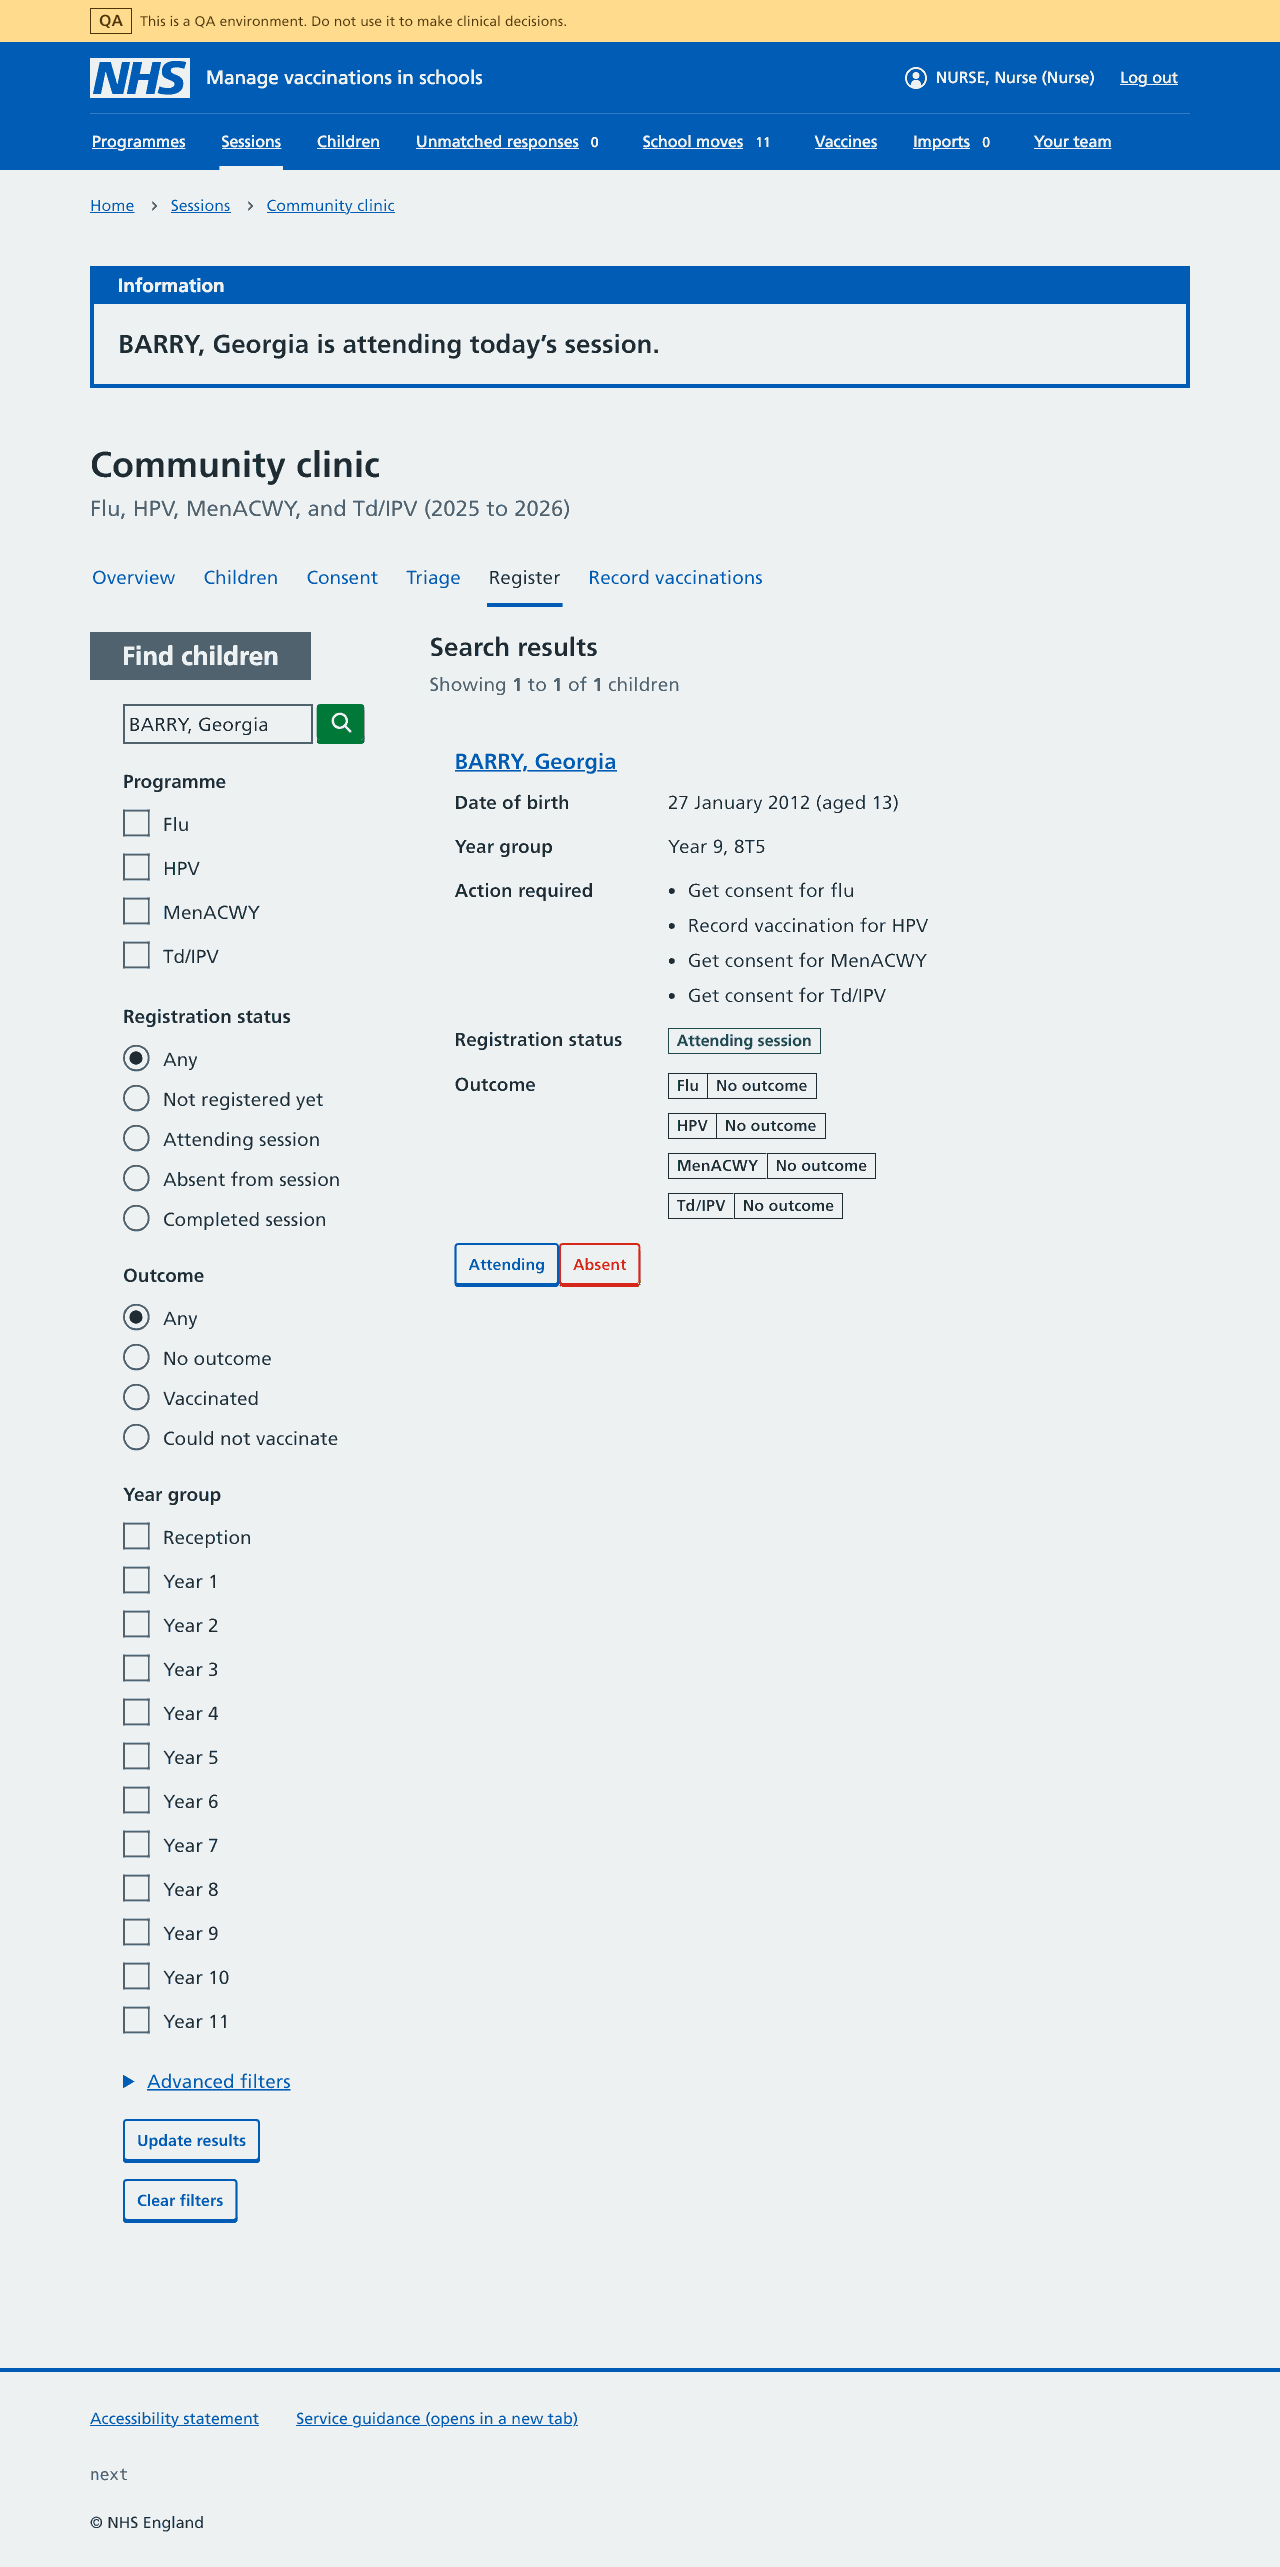 QA This is a QA environment. Do not use it to make clinical decisions.
NHS Manage vaccinations in schools NURSE, Nurse (Nurse) Log out
Programmes Sessions Children Unmatched responses 0 School moves 11 Vaccines Imports 0 Your team
Home Sessions Community clinic
Information
BARRY, Georgia is attending today’s session.
Community clinic
Flu, HPV, MenACWY, and Td/IPV (2025 to 2026)
Overview Children Consent Triage Register Record vaccinations
Find children
BARRY, Georgia
Programme
Flu
HPV
MenACWY
Td/IPV
Registration status
Any
Not registered yet
Attending session
Absent from session
Completed session
Outcome
Any
No outcome
Vaccinated
Could not vaccinate
Year group
Reception
Year 1
Year 2
Year 3
Year 4
Year 5
Year 6
Year 7
Year 8
Year 9
Year 10
Year 11
Advanced filters
Update results
Clear filters
Search results
Showing 1 to 1 of 1 children
BARRY, Georgia
Date of birth 27 January 2012 (aged 13)
Year group Year 9, 8T5
Action required • Get consent for flu
• Record vaccination for HPV
• Get consent for MenACWY
• Get consent for Td/IPV
Registration status Attending session
Outcome Flu No outcome
HPV No outcome
MenACWY No outcome
Td/IPV No outcome
Attending Absent
Accessibility statement Service guidance (opens in a new tab)
next
© NHS England